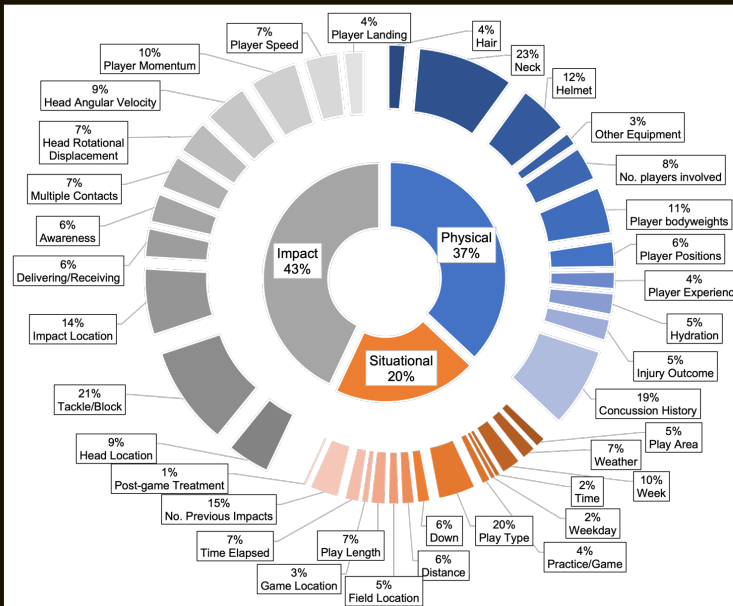 4%
Hair
23%
Neck
12%
Helmet
3%
Other Equipment
8%
No. players involved
11%
Player bodyweights
6%
Player Positions
4%
Player Experienc
5%
Hydration
5%
Injury Outcome
19%
Concussion History
5%
Play Area
7%
Weather
10%
Week
2%
Time
2%
Weekday
4%
Practice/Game
20%
Play Type
6%
Down
6%
Distance
5%
Field Location
7%
Play Length
3%
Game Location
7%
Time Elapsed
15%
No. Previous Impacts
1%
Post-game Treatment
9%
Head Location
21%
Tackle/Block
14%
Impact Location
6%
Delivering/Receiving
6%
Awareness
7%
Multiple Contacts
7%
Head Rotational
Displacement
9%
Head Angular Velocity
10%
Player Momentum
7%
Player Speed
4%
Player Landing
Physical
37%
Situational
20%
Impact
43%